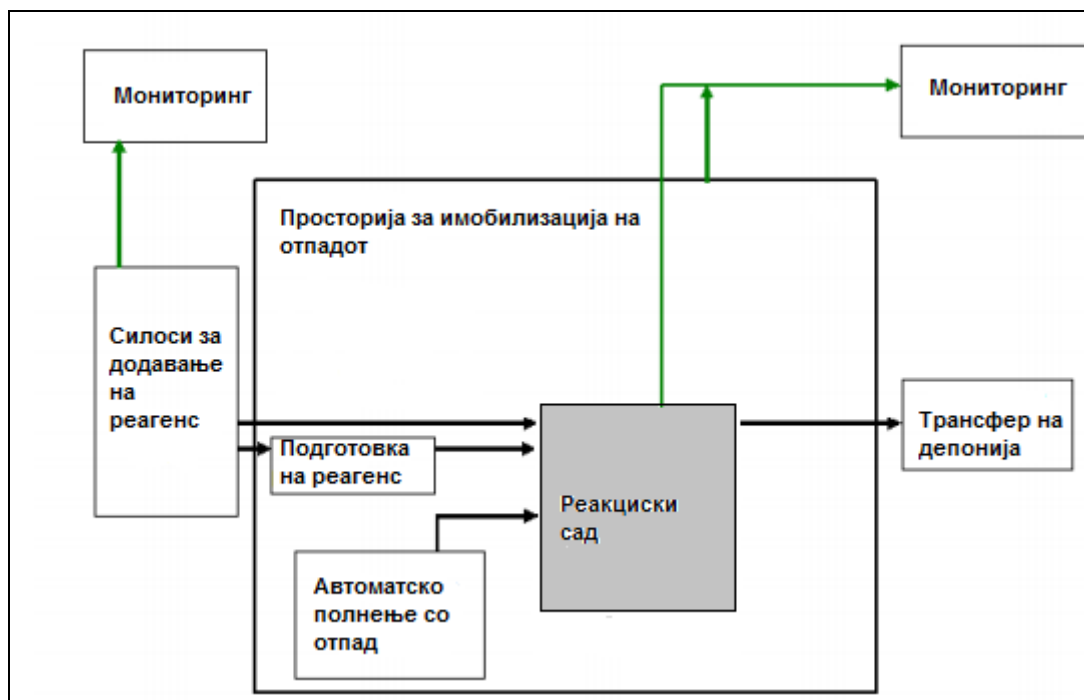 Мониторинг
Мониторинг
Просторија за имобилизација на
отпадот
Силоси за
додавање
на
реагенс
Подготовка
на реагенс
Трансфер на
депонија
Реакциски
сад
Автоматско
полнење со
отпад